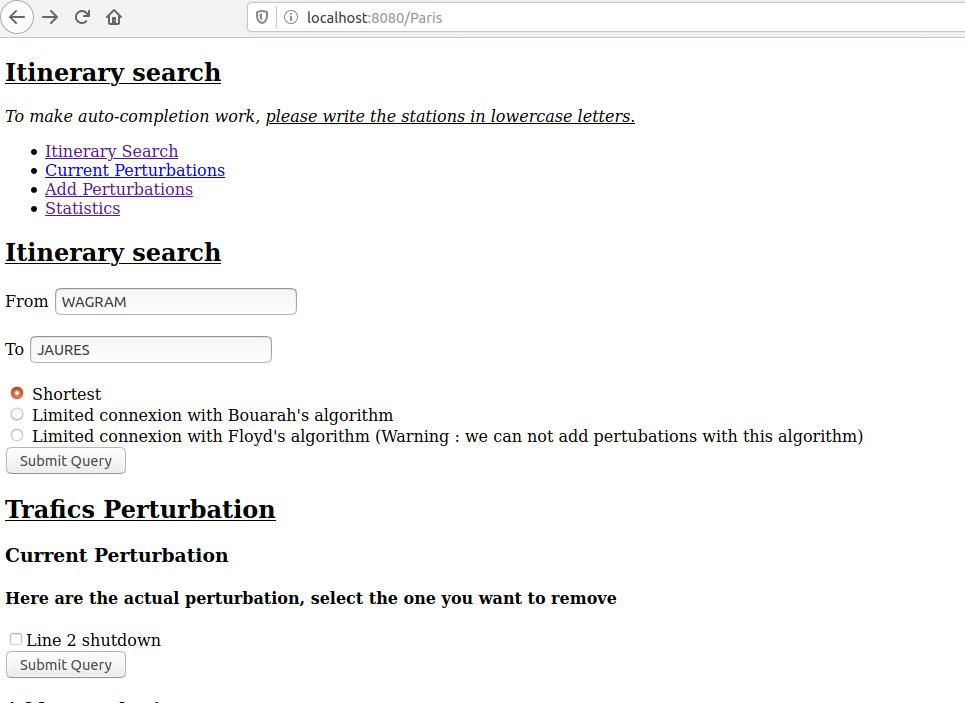 localhost:8080/Paris
Itinerary search
To make auto-completion work, please write the stations in lowercase letters.
Itinerary Search
Current Perturbations
Add Perturbations
Statistics
Itinerary search
From WAGRAM
To JAURES
Shortest
Limited connexion with Bouarah's algorithm
Limited connexion with Floyd's algorithm (Warning : we can not add pertubations with this algorithm)
Submit Query
Trafics Perturbation
Current Perturbation
Here are the actual perturbation, select the one you want to remove
Line 2 shutdown
Submit Query